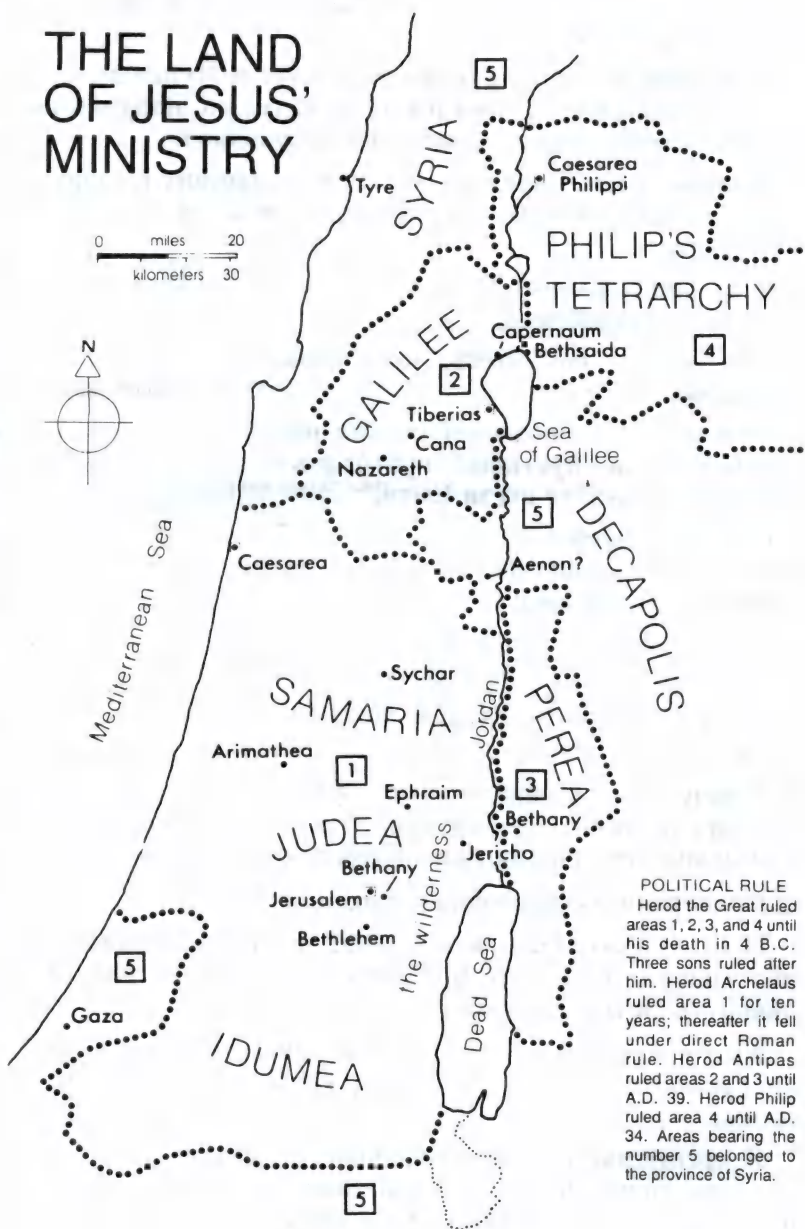 THE LAND
OF JESUS'
MINISTRY
5
SYRIA
Tyre
Caesarea
Philippi
0 miles 20
kilometers 30
PHILIP'S
TETRARCHY
N
GALILEE
Capernaum
Bethsaida
4
2
Tiberias
Cana
Sea
of Galilee
Nazareth
5
DECAPOLIS
Mediterranean Sea
Caesarea
Aenon?
Sychar
SAMARIA
Jordan
PEREA
Arimathea
1
3
Ephraim
Bethany
JUDEA
Jericho
Bethany
the wilderness
Jerusalem
Bethlehem
Dead Sea
5
Gaza
IDUMEA
5
POLITICAL RULE
Herod the Great ruled
areas 1, 2, 3, and 4 until
his death in 4 B.C.
Three sons ruled after
him. Herod Archelaus
ruled area 1 for ten
years; thereafter it fell
under direct Roman
rule. Herod Antipas
ruled areas 2 and 3 until
A.D. 39. Herod Philip
ruled area 4 until A.D.
34. Areas bearing the
number 5 belonged to
the province of Syria.